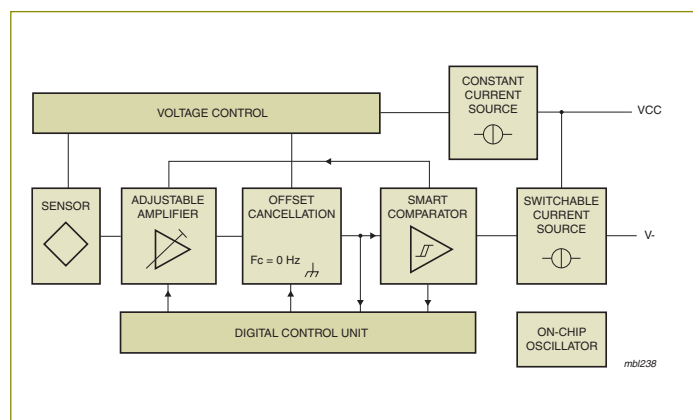 CONSTANT
CURRENT
SOURCE
VCC
VOLTAGE CONTROL
SENSOR
ADJUSTABLE
AMPLIFIER
OFFSET
CANCELLATION
Fc = 0 Hz
SMART
COMPARATOR
SWITCHABLE
CURRENT
SOURCE
V-
DIGITAL CONTROL UNIT
ON-CHIP
OSCILLATOR
mbl238